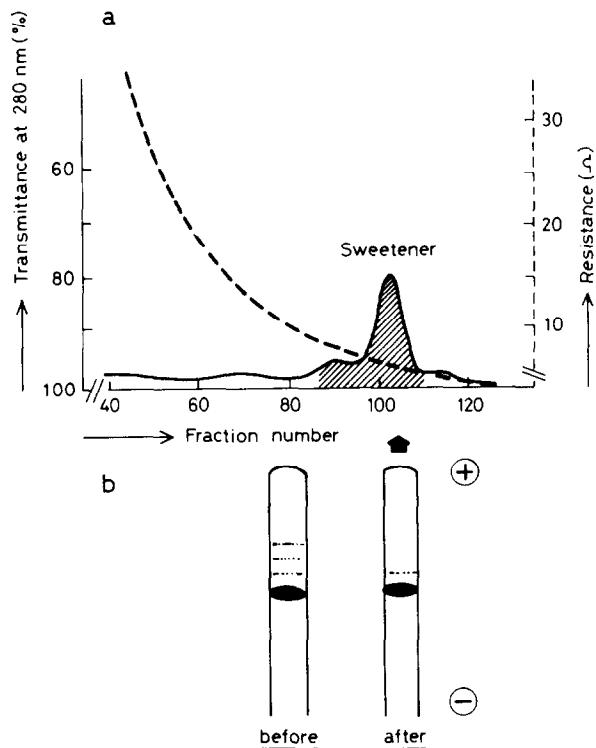 a
Transmittance at 280 nm (%)
60
80
100
Resistance (Ω)
30
20
10
Sweetener
40
60
80
100
120
Fraction number
b
+
−
before
after